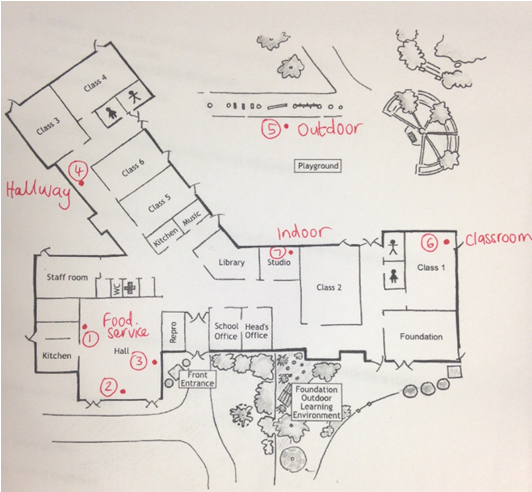 Class 4
Class 3
Class 6
Class 5
Music
Kitchen
④
Hallway
⑤ Outdoor
Playground
Indoor
⑦
Library
Studio
Class 2
⑥
Classroom
Class 1
Foundation
Staff room
WC
Food
service
①
Hall
③
②
Kitchen
Repro
School
Office
Head's
Office
Front
Entrance
Foundation
Outdoor
Learning
Environment